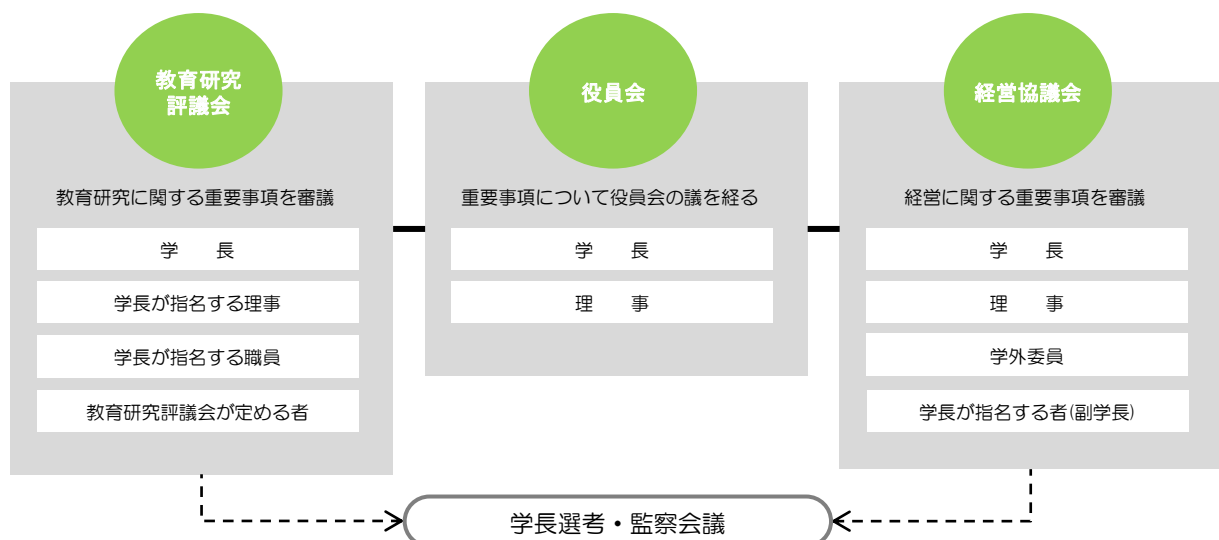 教育研究
評議会
教育研究に関する重要事項を審議
学　　長
学長が指名する理事
学長が指名する職員
教育研究評議会が定める者
役員会
重要事項について役員会の議を経る
学　　長
理　　事
経営協議会
経営に関する重要事項を審議
学　　長
理　　事
学外委員
学長が指名する者(副学長)
学長選考・監察会議